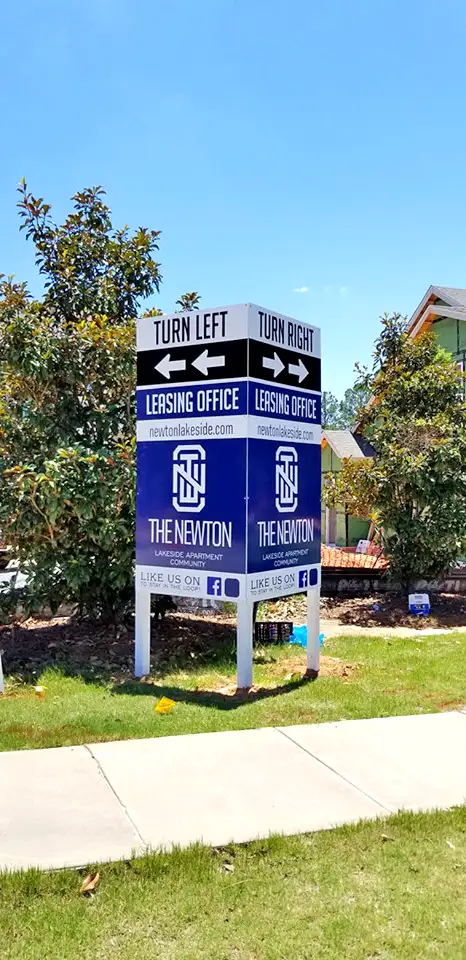 TURN LEFT
LEASING OFFICE
newtonlakeside.com
THE NEWTON
LAKESIDE APARTMENT
COMMUNITY
LIKE US ON
TO STAY IN THE LOOP!
f
TURN RIGHT
LEASING OFFICE
newtonlakeside.com
THE NEWTON
LAKESIDE APARTMENT
COMMUNITY
LIKE US ON
TO STAY IN THE LOOP!
f